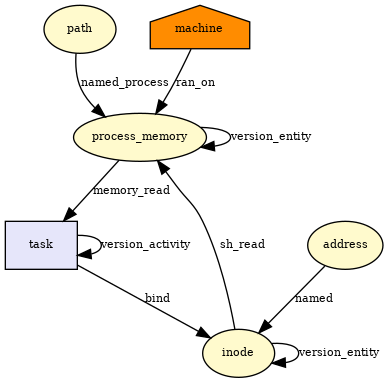 path
machine
named_process
ran_on
process_memory
version_entity
memory_read
task
version_activity
sh_read
address
bind
named
inode
version_entity